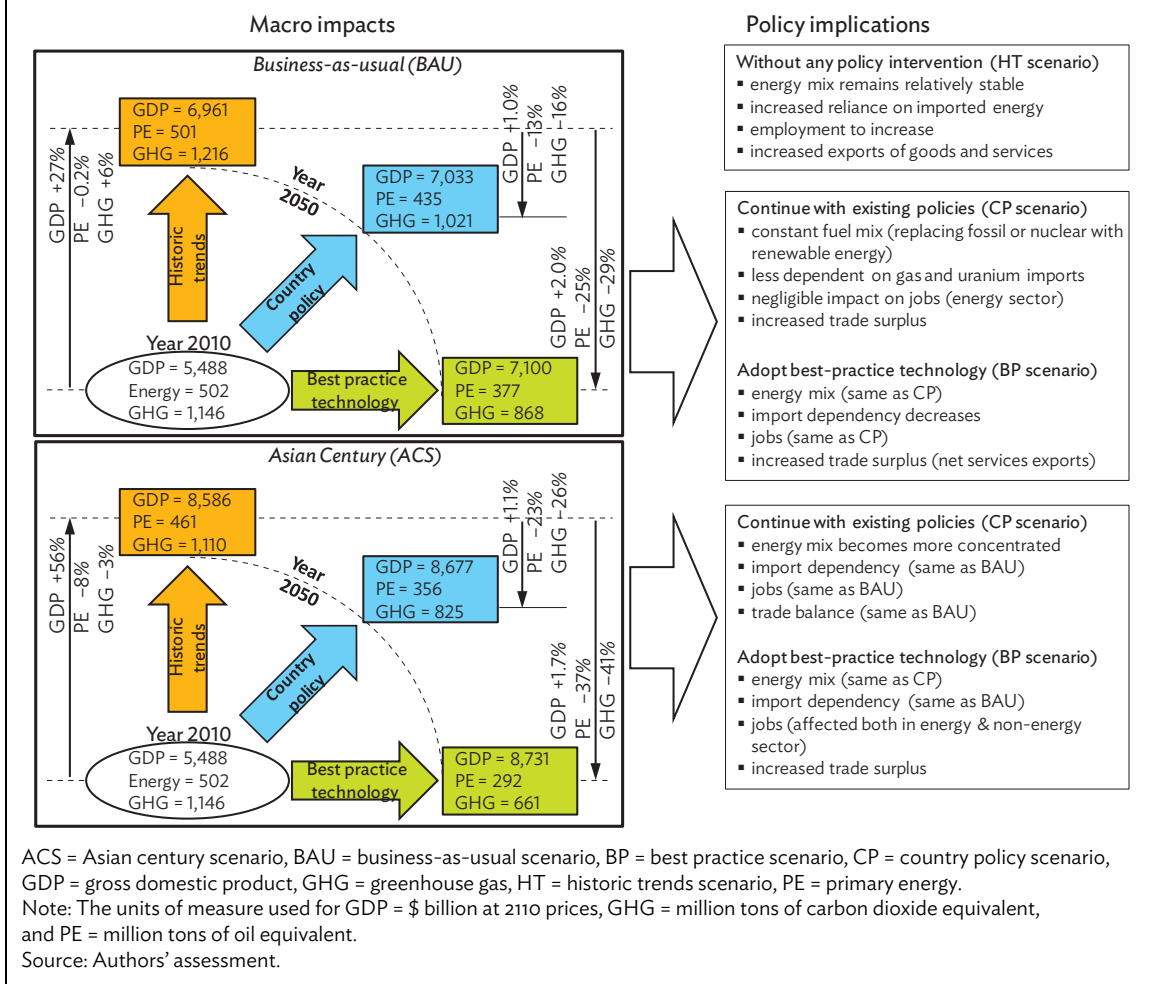 Macro impacts
Policy implications
Business-as-usual (BAU)
GDP = 6,961
PE = 501
GHG = 1,216
GDP +27%
PE −0.2%
GHG +6%
Historic
trends
Year
2050
GDP = 7,033
PE = 435
GHG = 1,021
Country
policy
GDP +1.0%
PE −13%
GHG −16%
GDP +2.0%
PE −25%
GHG −29%
Year 2010
GDP = 5,488
Energy = 502
GHG = 1,146
Best practice
technology
GDP = 7,100
PE = 377
GHG = 868
Asian Century (ACS)
GDP = 8,586
PE = 461
GHG = 1,110
GDP +56%
PE −8%
GHG −3%
Historic
trends
Year
2050
GDP = 8,677
PE = 356
GHG = 825
Country
policy
GDP +1.1%
PE −23%
GHG −26%
GDP +1.7%
PE −37%
GHG −41%
Year 2010
GDP = 5,488
Energy = 502
GHG = 1,146
Best practice
technology
GDP = 8,731
PE = 292
GHG = 661
Without any policy intervention (HT scenario)
▪ energy mix remains relatively stable
▪ increased reliance on imported energy
▪ employment to increase
▪ increased exports of goods and services
Continue with existing policies (CP scenario)
▪ constant fuel mix (replacing fossil or nuclear with
renewable energy)
▪ less dependent on gas and uranium imports
▪ negligible impact on jobs (energy sector)
▪ increased trade surplus
Adopt best-practice technology (BP scenario)
▪ energy mix (same as CP)
▪ import dependency decreases
▪ jobs (same as CP)
▪ increased trade surplus (net services exports)
Continue with existing policies (CP scenario)
▪ energy mix becomes more concentrated
▪ import dependency (same as BAU)
▪ jobs (same as BAU)
▪ trade balance (same as BAU)
Adopt best-practice technology (BP scenario)
▪ energy mix (same as CP)
▪ import dependency (same as BAU)
▪ jobs (affected both in energy & non-energy
sector)
▪ increased trade surplus
ACS = Asian century scenario, BAU = business-as-usual scenario, BP = best practice scenario, CP = country policy scenario,
GDP = gross domestic product, GHG = greenhouse gas, HT = historic trends scenario, PE = primary energy.
Note: The units of measure used for GDP = $ billion at 2110 prices, GHG = million tons of carbon dioxide equivalent,
and PE = million tons of oil equivalent.
Source: Authors' assessment.